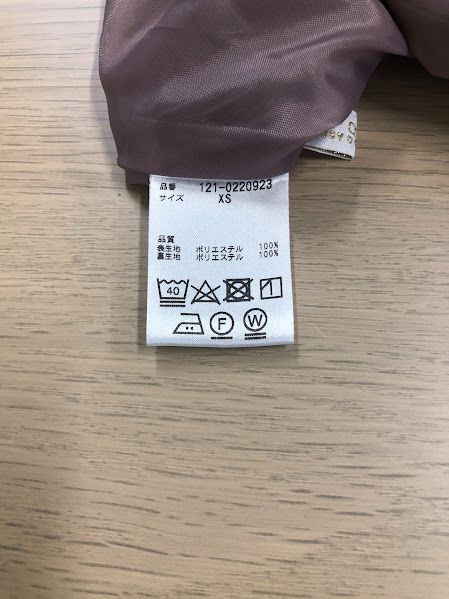 品番 121-0220923
サイズ XS
品質
表生地 ポリエステル 100%
裏生地 ポリエステル 100%
40
F W